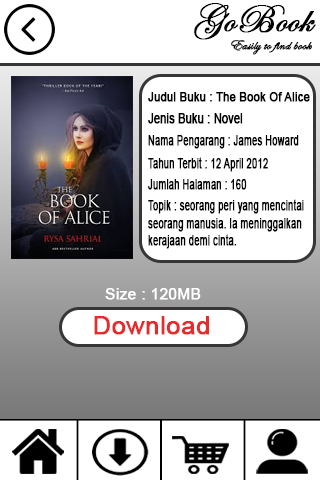 GoBook
Easily to find book
"THRILLER BOOK OF THE YEAR!"
THE
BOOK
OF ALICE
RYSA SAHRIAL
Judul Buku : The Book Of Alice
Jenis Buku : Novel
Nama Pengarang : James Howard
Tahun Terbit : 12 April 2012
Jumlah Halaman : 160
Topik : seorang peri yang mencintai
seorang manusia. Ia meninggalkan
kerajaan demi cinta.
Size : 120MB
Download